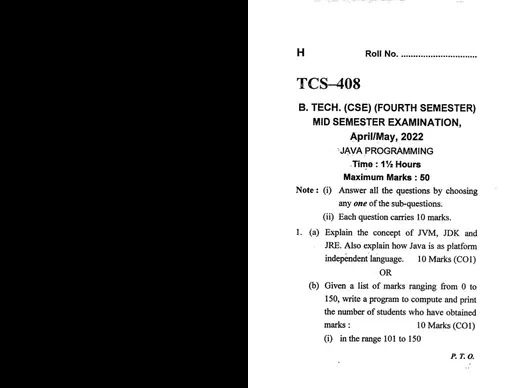 H Roll No. ..............................
TCS–408
B. TECH. (CSE) (FOURTH SEMESTER)
MID SEMESTER EXAMINATION,
April/May, 2022
JAVA PROGRAMMING
Time : 1½ Hours
Maximum Marks : 50
Note : (i) Answer all the questions by choosing
any one of the sub-questions.
(ii) Each question carries 10 marks.
1. (a) Explain the concept of JVM, JDK and
JRE. Also explain how Java is as platform
independent language. 10 Marks (CO1)
OR
(b) Given a list of marks ranging from 0 to
150, write a program to compute and print
the number of students who have obtained
marks : 10 Marks (CO1)
(i) in the range 101 to 150
P. T. O.